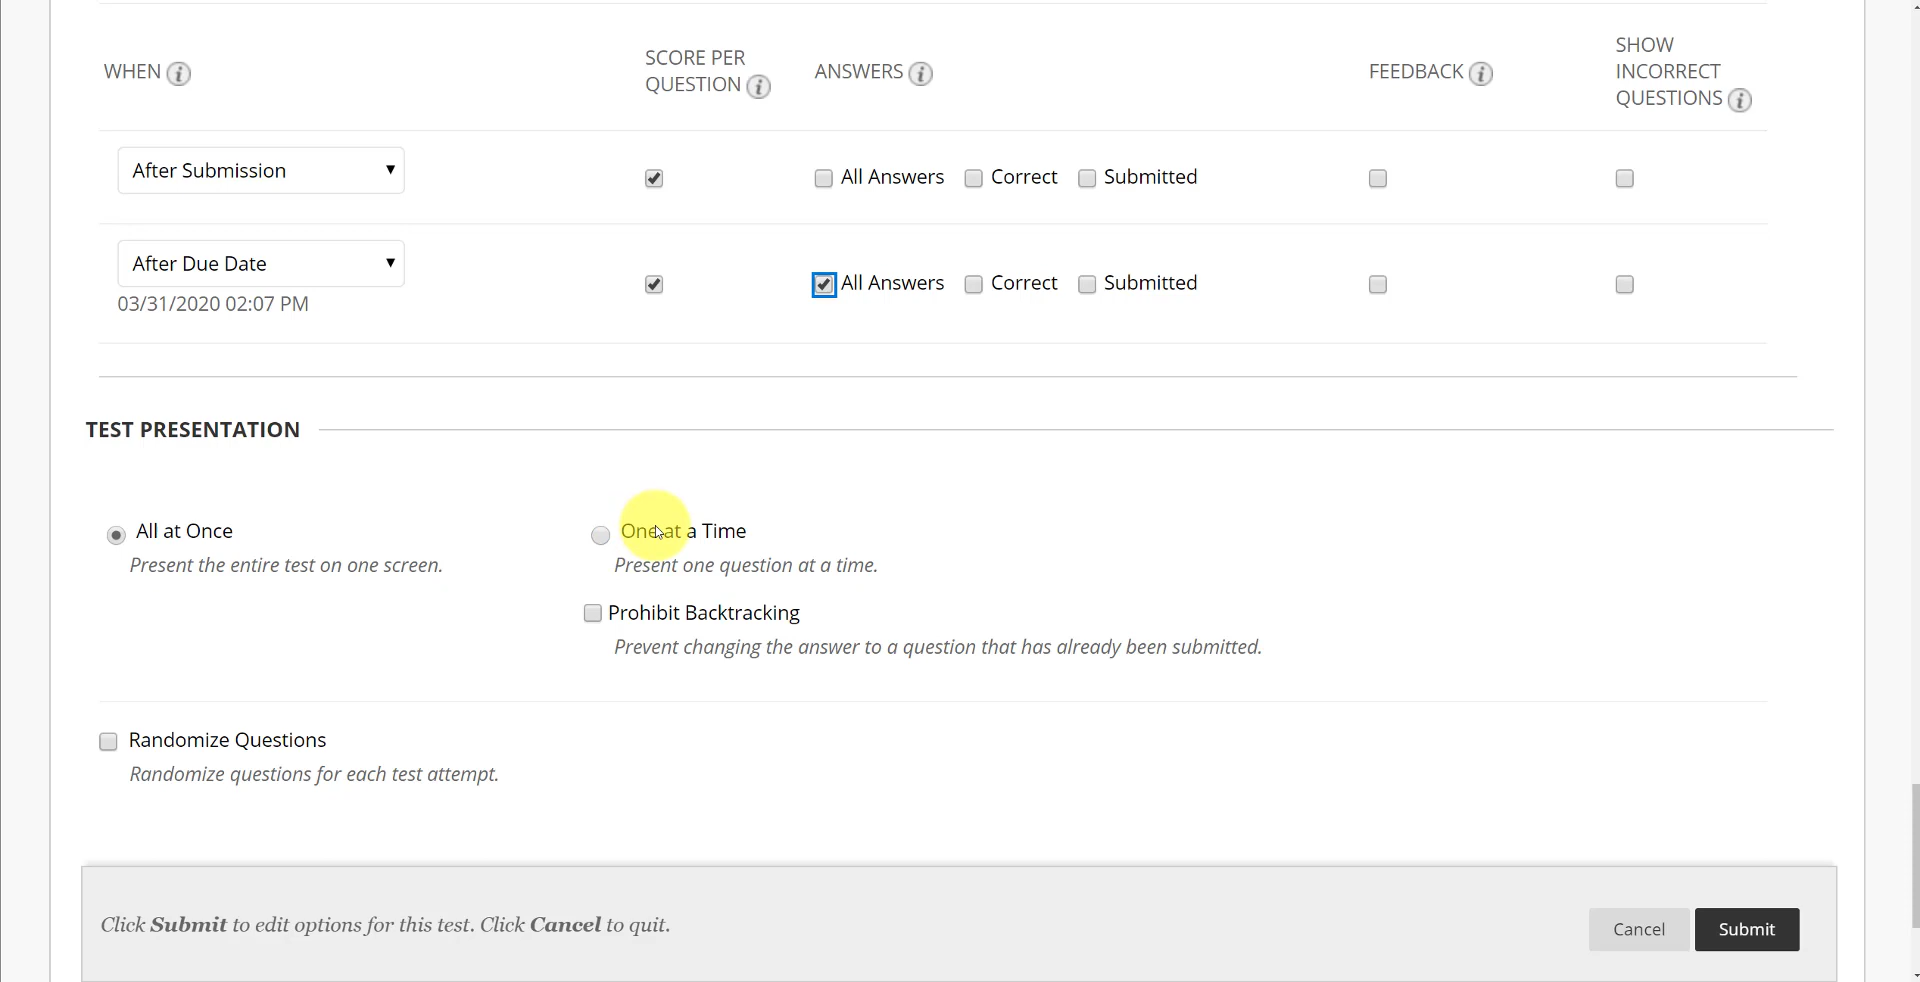 WHEN
SCORE PER
QUESTION
ANSWERS
FEEDBACK
SHOW
INCORRECT
QUESTIONS
After Submission
All Answers Correct Submitted
After Due Date
03/31/2020 02:07 PM
All Answers Correct Submitted
TEST PRESENTATION
All at Once
Present the entire test on one screen.
One at a Time
Present one question at a time.
Prohibit Backtracking
Prevent changing the answer to a question that has already been submitted.
Randomize Questions
Randomize questions for each test attempt.
Click Submit to edit options for this test. Click Cancel to quit.
Cancel
Submit